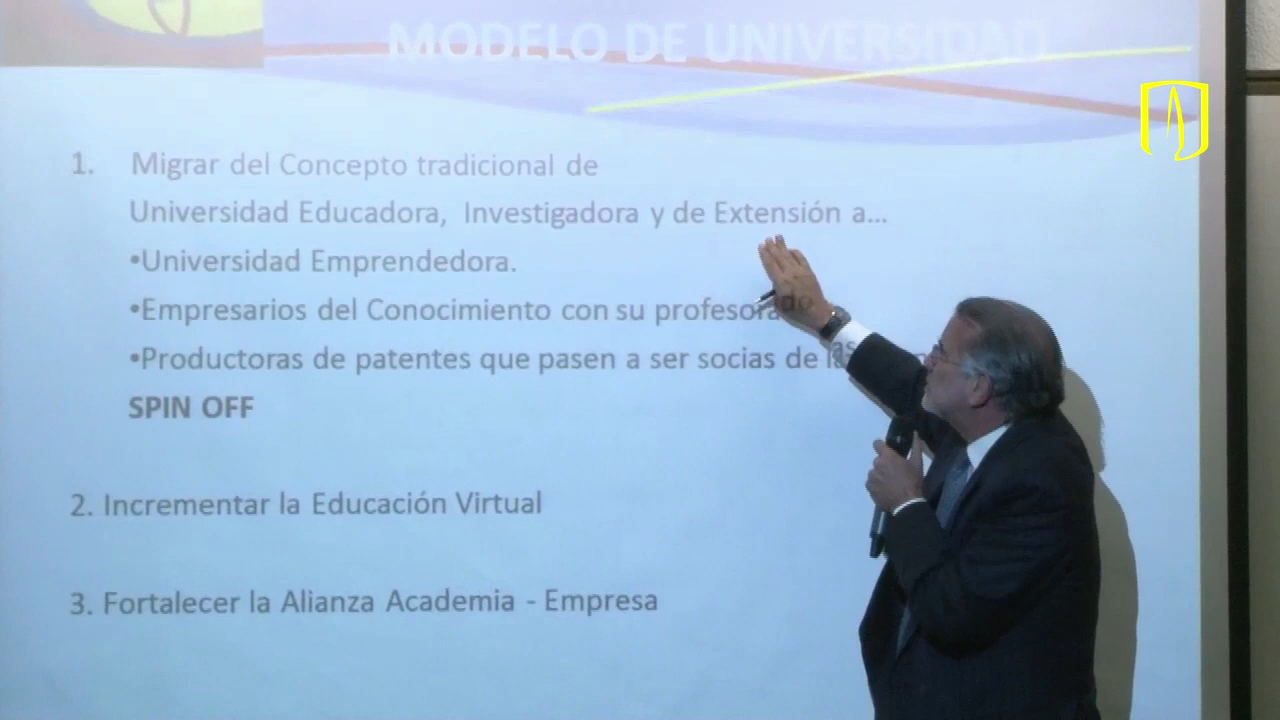 MODELO DE UNIVERSIDAD
1. Migrar del Concepto tradicional de
Universidad Educadora, Investigadora y de Extensión a...
•Universidad Emprendedora.
•Empresarios del Conocimiento con su profesorado
•Productoras de patentes que pasen a ser socias de las
SPIN OFF
2. Incrementar la Educación Virtual
3. Fortalecer la Alianza Academia - Empresa